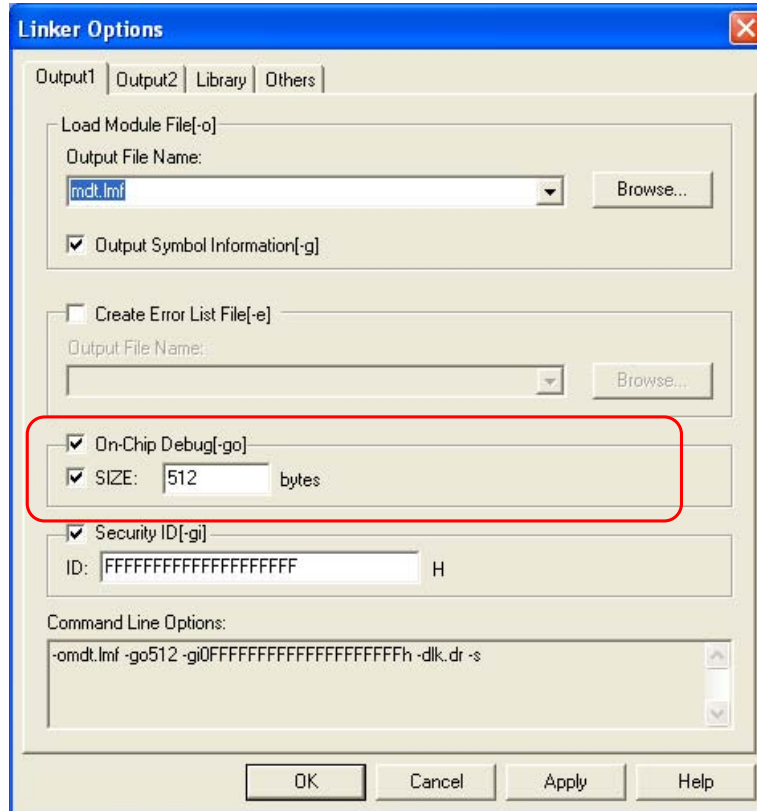 Linker Options
Output1 Output2 Library Others
Load Module File[-o]
Output File Name:
mdt.lmf Browse...
Output Symbol Information[-g]
Create Error List File[-e]
Output File Name:
Browse...
On-Chip Debug[-go]
SIZE: 512 bytes
Security ID[-gi]
ID: FFFFFFFFFFFFFFFFFFFF H
Command Line Options:
-omdt.lmf -go512 -gi0FFFFFFFFFFFFFFFFFFFFh -dlk.dr -s
OK Cancel Apply Help